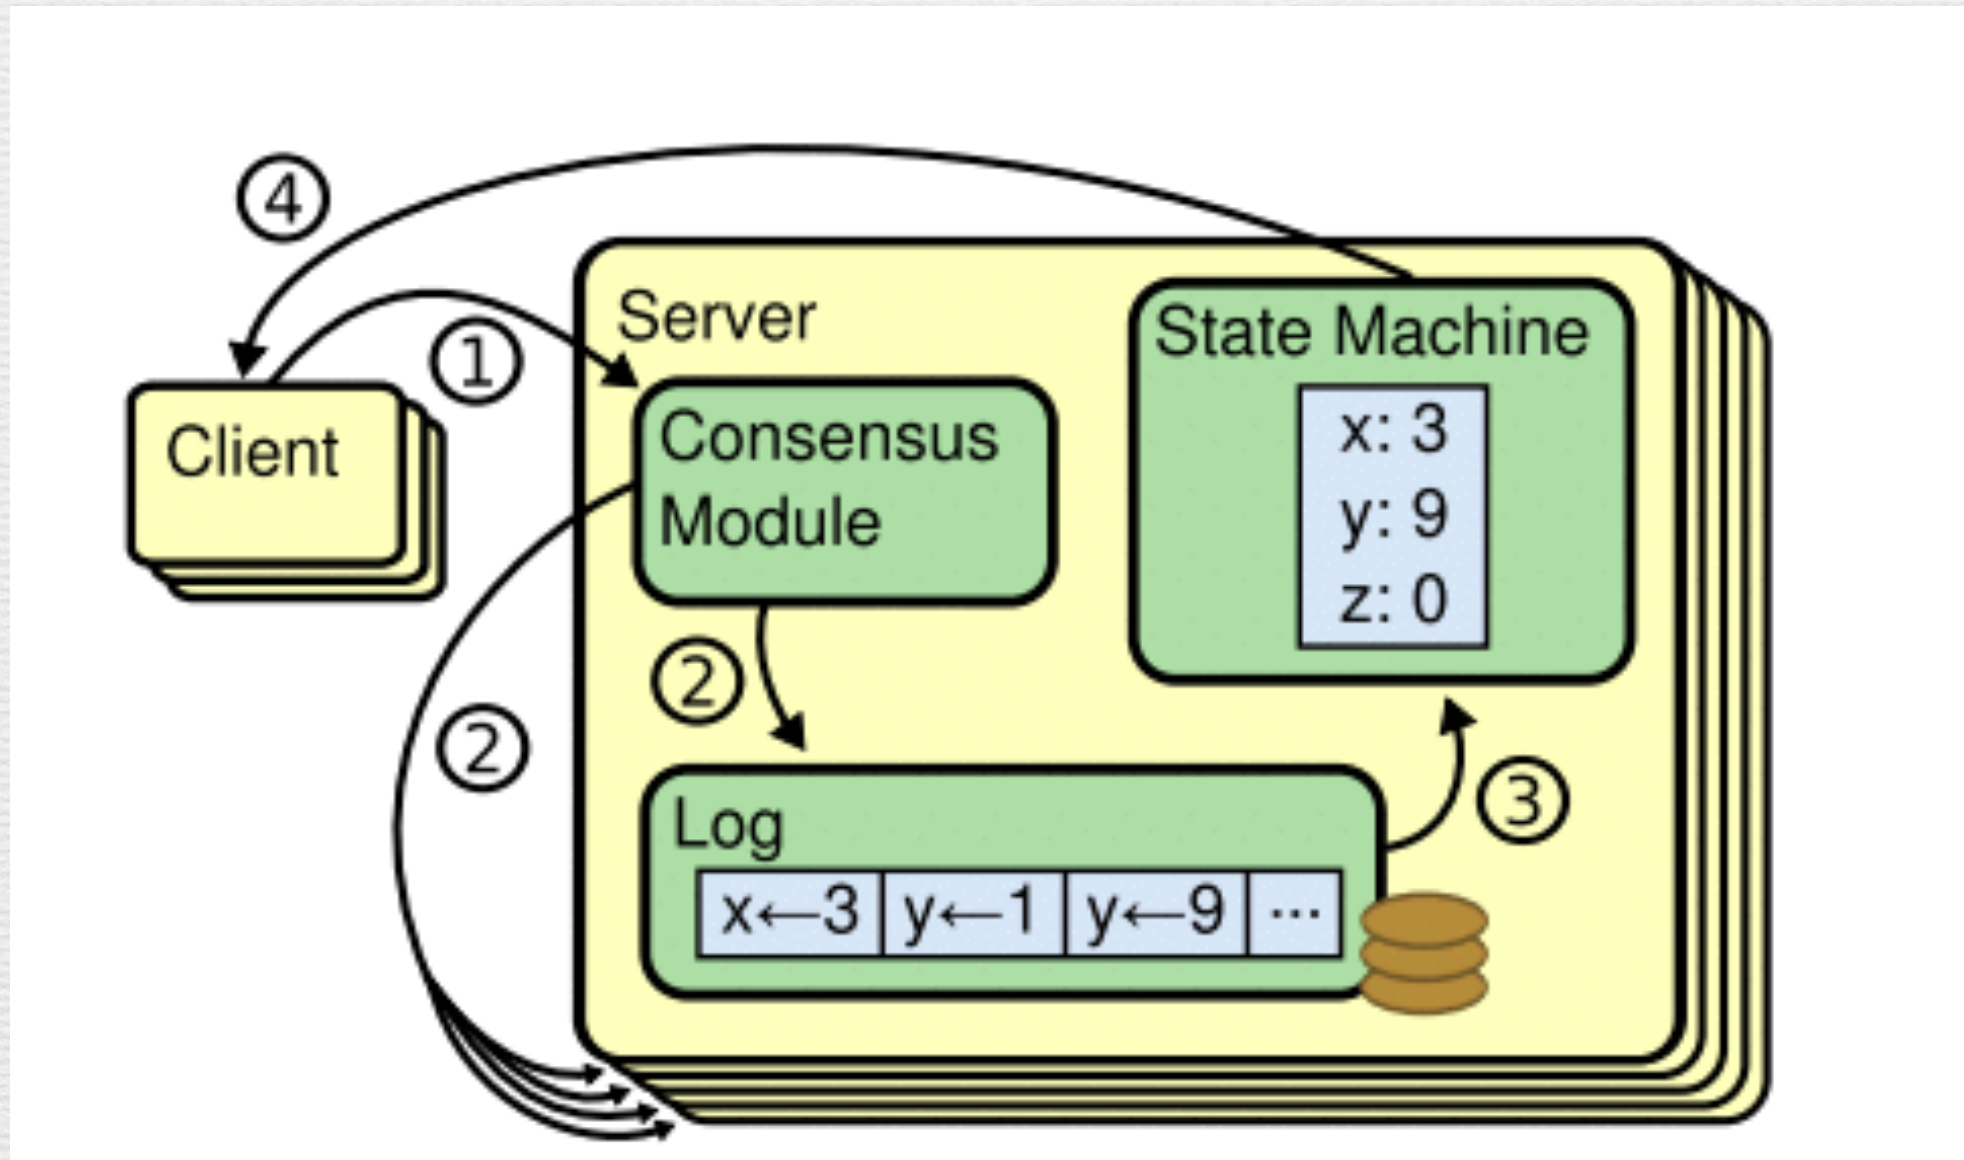 ④
①
Server
State Machine
x: 3
y: 9
z: 0
Client
Consensus
Module
②
②
③
Log
x←3 y←1 y←9 ...